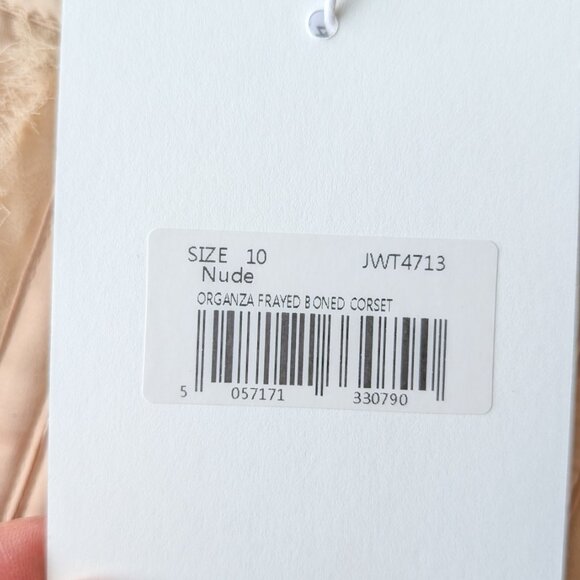 SIZE 10 JWT4713
Nude
ORGANZA FRAYED BONED CORSET
5 057171 330790